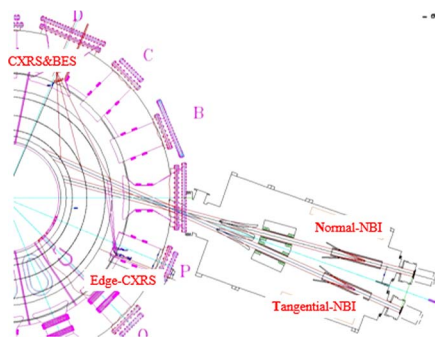 D
CXRS&BES
C
B
Normal-NBI
P
Edge-CXRS
Tangential-NBI